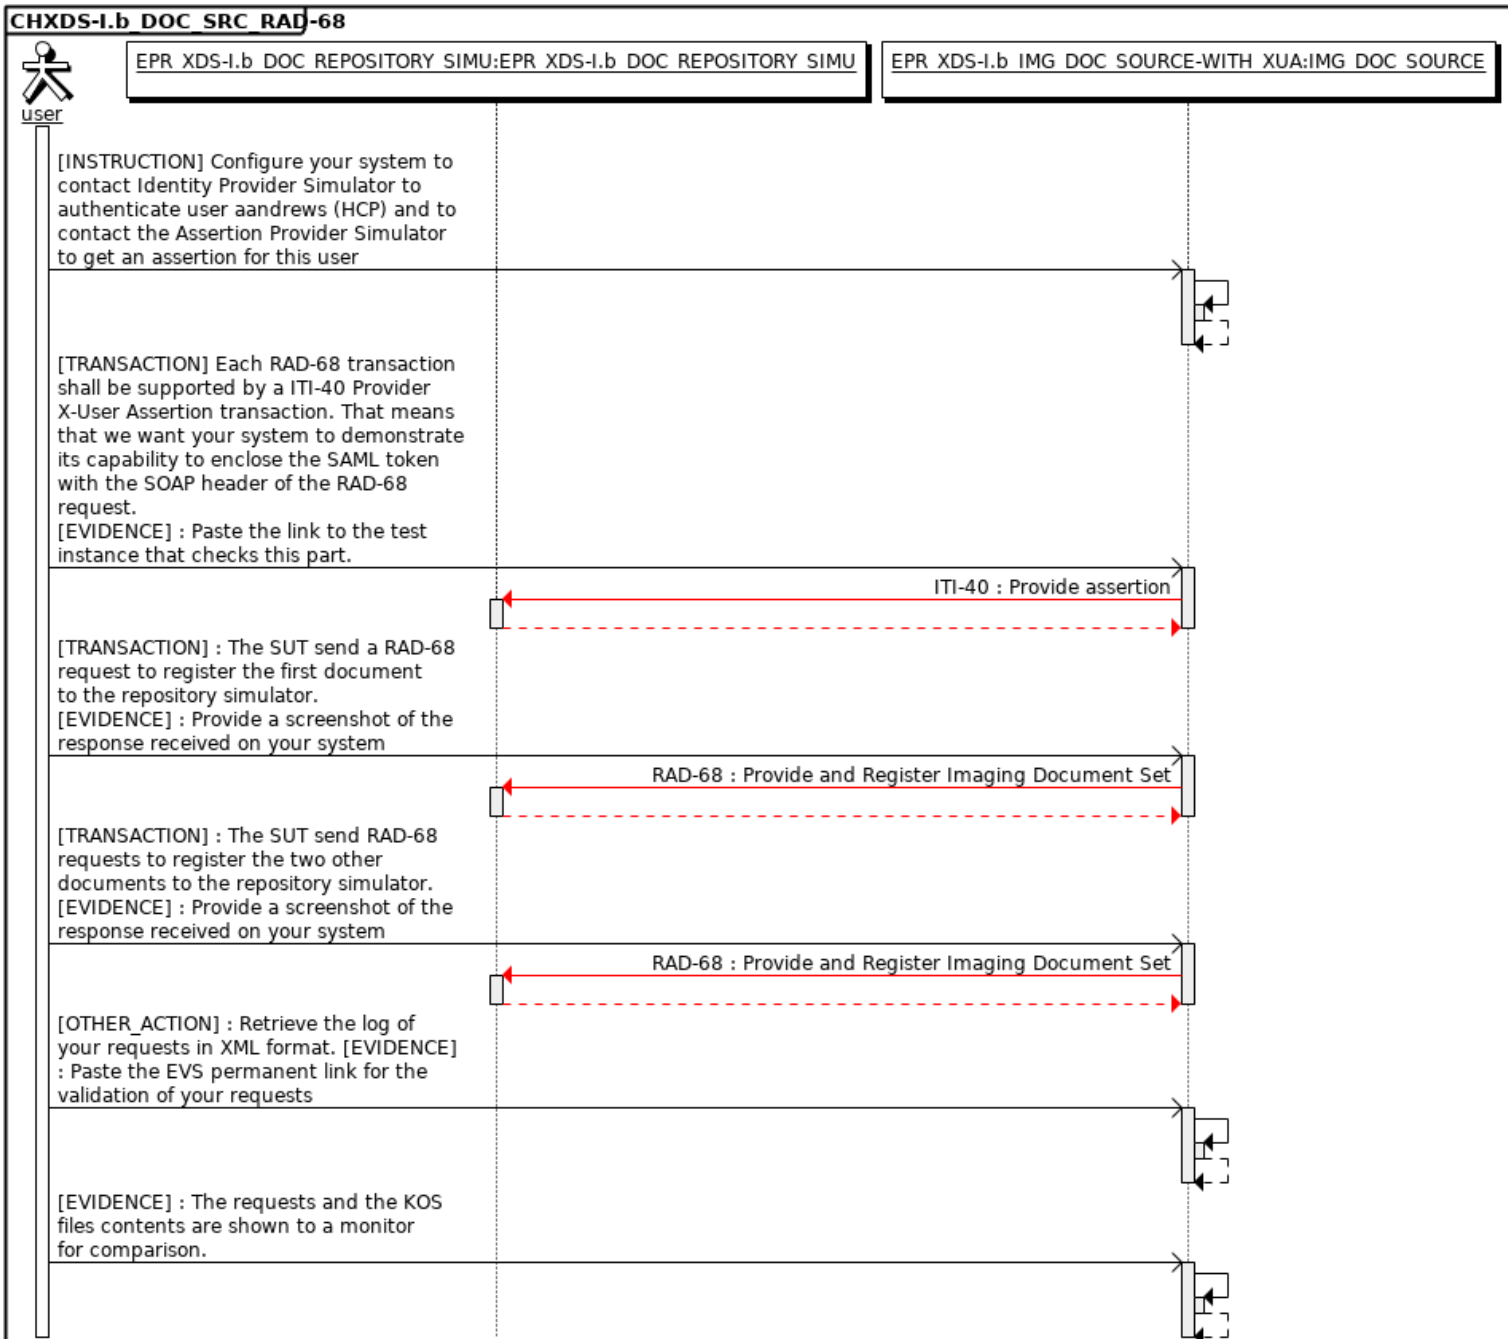 CHXDS-I.b_DOC_SRC_RAD-68
EPR_XDS-I.b_DOC_REPOSITORY_SIMU:EPR_XDS-I.b_DOC_REPOSITORY_SIMU
EPR_XDS-I.b_IMG_DOC_SOURCE-WITH_XUA:IMG_DOC_SOURCE
user
[INSTRUCTION] Configure your system to
contact Identity Provider Simulator to
authenticate user aandrews (HCP) and to
contact the Assertion Provider Simulator
to get an assertion for this user
[TRANSACTION] Each RAD-68 transaction
shall be supported by a ITI-40 Provider
X-User Assertion transaction. That means
that we want your system to demonstrate
its capability to enclose the SAML token
with the SOAP header of the RAD-68
request.
[EVIDENCE] : Paste the link to the test
instance that checks this part.
ITI-40 : Provide assertion
[TRANSACTION] : The SUT send a RAD-68
request to register the first document
to the repository simulator.
[EVIDENCE] : Provide a screenshot of the
response received on your system
RAD-68 : Provide and Register Imaging Document Set
[TRANSACTION] : The SUT send RAD-68
requests to register the two other
documents to the repository simulator.
[EVIDENCE] : Provide a screenshot of the
response received on your system
RAD-68 : Provide and Register Imaging Document Set
[OTHER_ACTION] : Retrieve the log of
your requests in XML format. [EVIDENCE]
: Paste the EVS permanent link for the
validation of your requests
[EVIDENCE] : The requests and the KOS
files contents are shown to a monitor
for comparison.